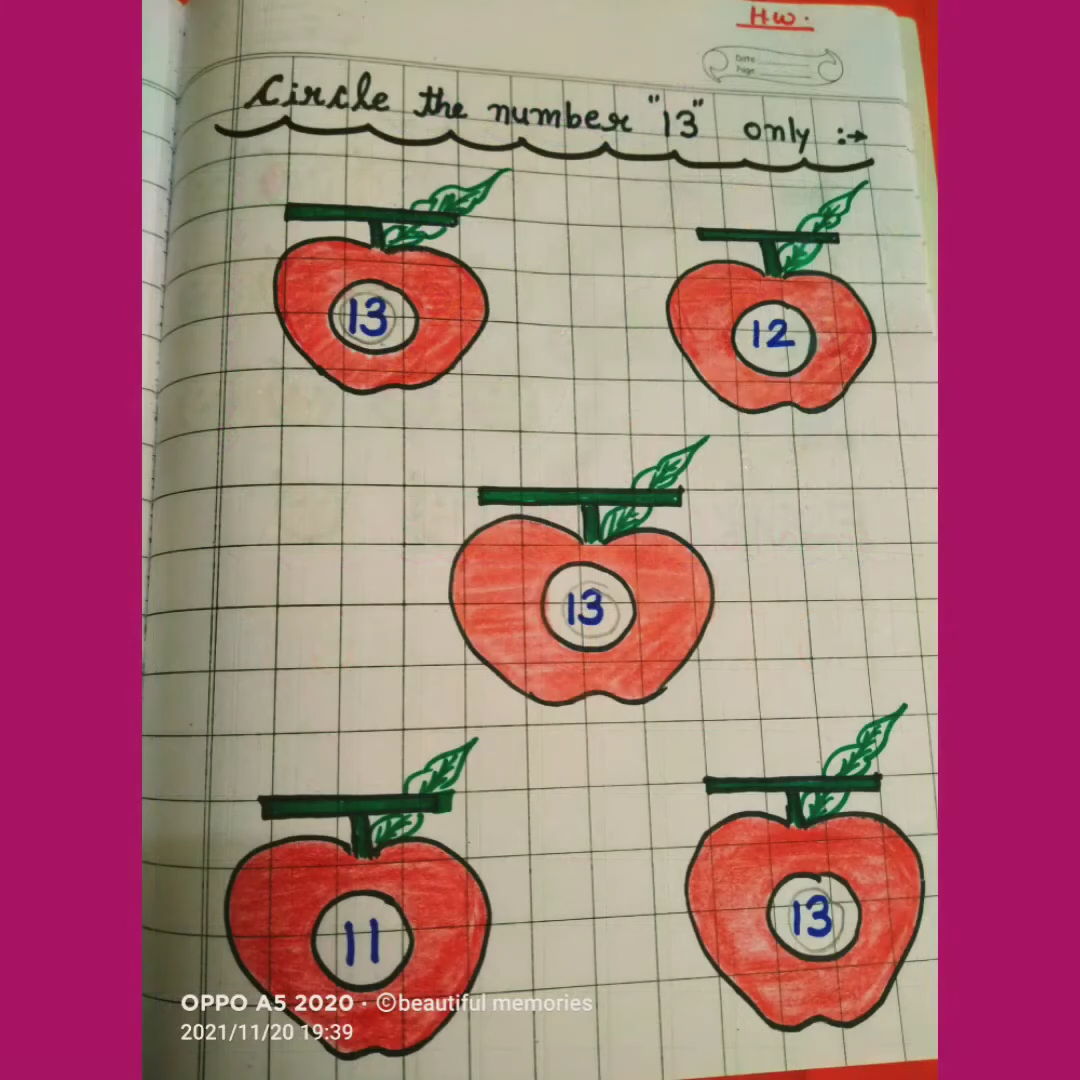 H.W.
Date
Page
Circle the number "13" only :→
13
12
13
11
13
OPPO A5 2020 · ©beautiful memories
2021/11/20 19:39